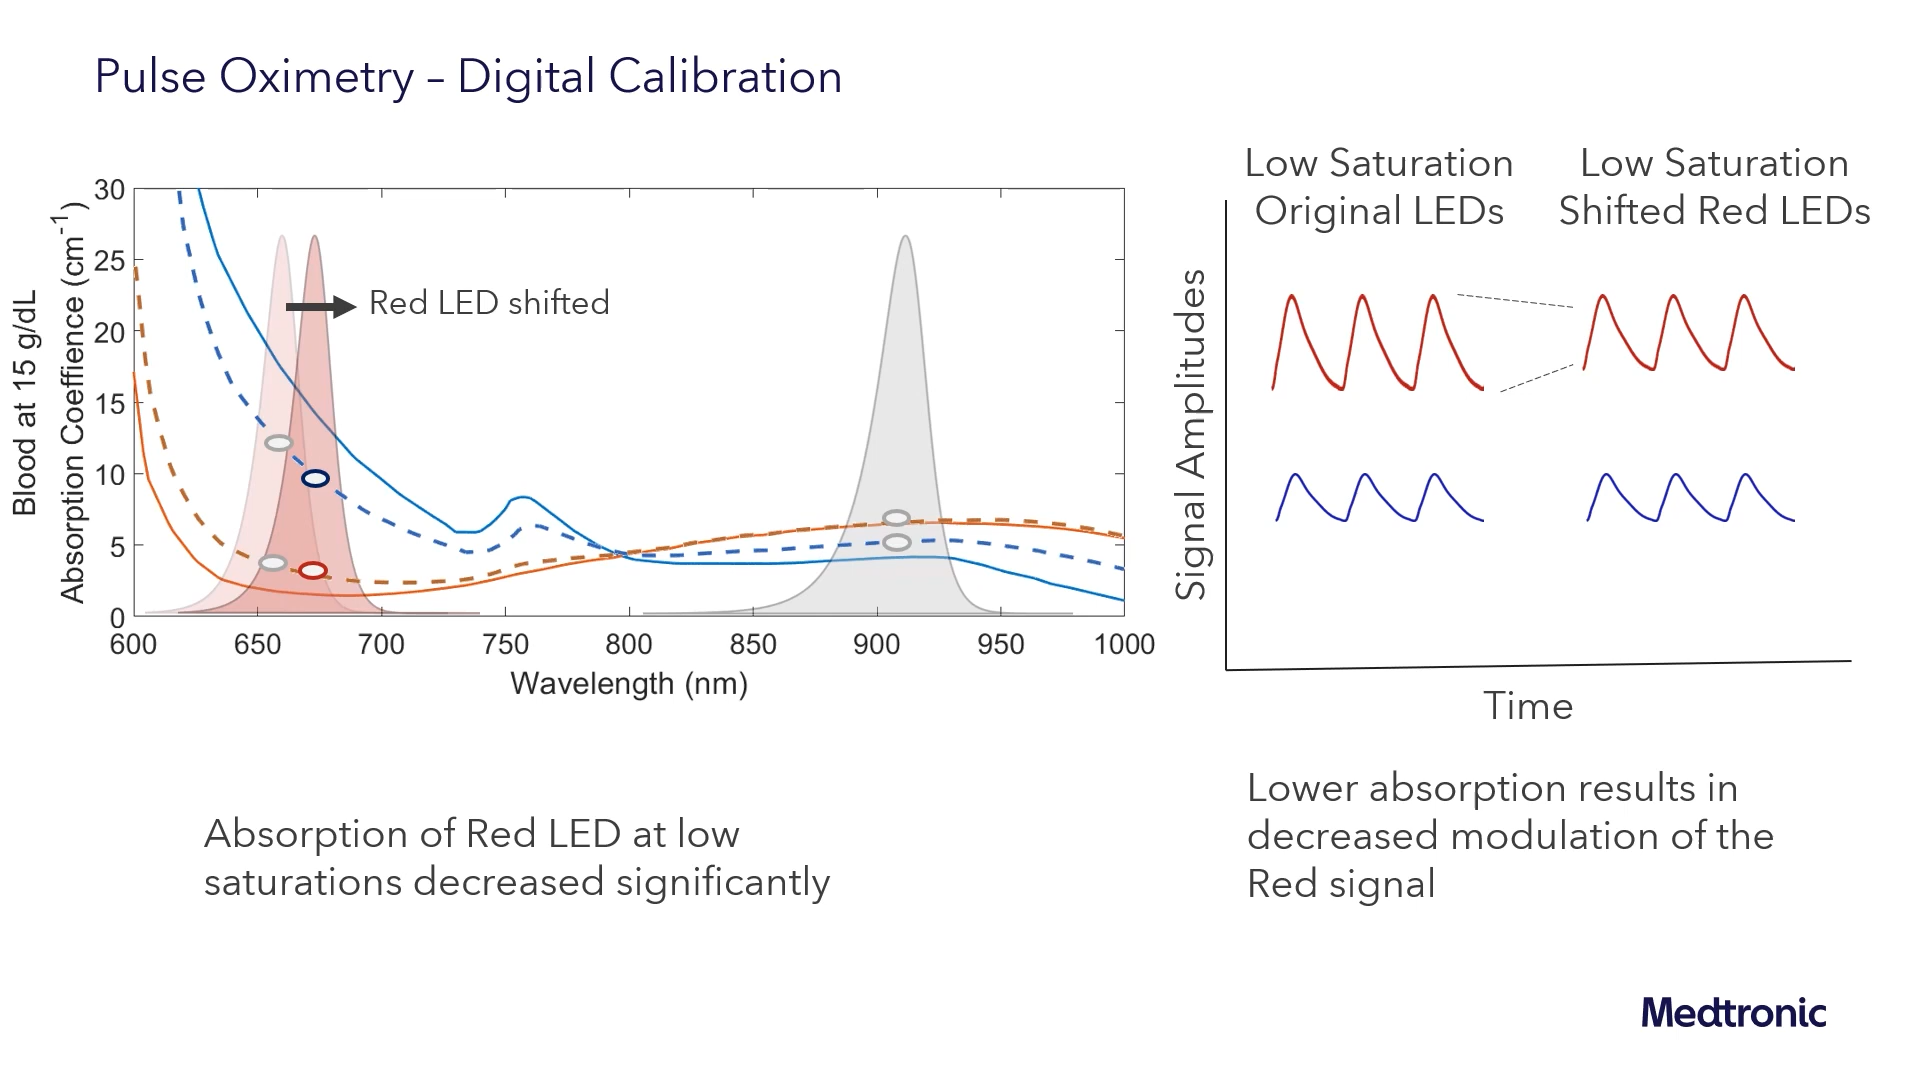 Pulse Oximetry – Digital Calibration
Blood at 15 g/dL
Absorption Coeffience (cm⁻¹)
30
25
20
15
10
5
0
Red LED shifted
600 650 700 750 800 850 900 950 1000
Wavelength (nm)
Absorption of Red LED at low
saturations decreased significantly
Low Saturation
Original LEDs
Low Saturation
Shifted Red LEDs
Signal Amplitudes
Time
Lower absorption results in
decreased modulation of the
Red signal
Medtronic